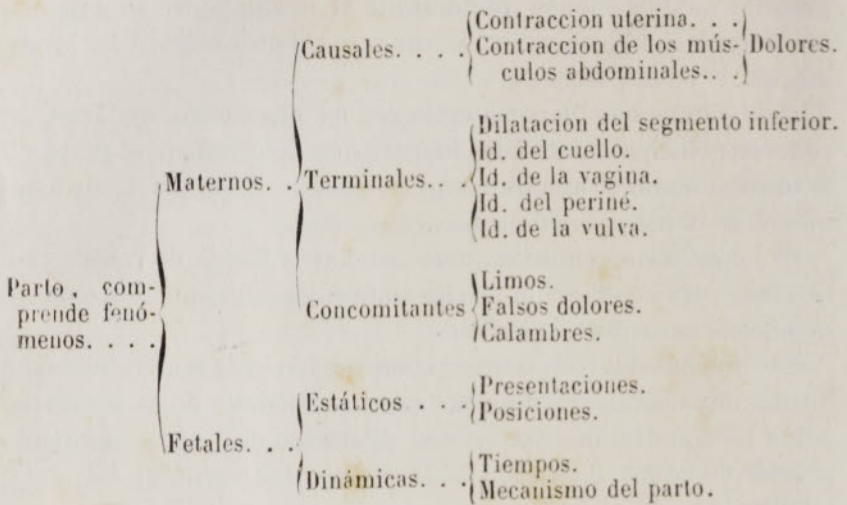 Contraccion uterina. . .
Causales. . . . Contraccion de los mús- Dolores.
culos abdominales.. .
Dilatacion del segmento inferior.
Id. del cuello.
Maternos. . Terminales.. . Id. de la vagina.
Id. del periné.
Id. de la vulva.
Parto, com-
prende fenó-
menos. . . .
Limos.
Concomitantes Falsos dolores.
Calambres.
Estáticos . . . Presentaciones.
Posiciones.
Fetales. . .
Dinámicas. . . Tiempos.
Mecanismo del parto.